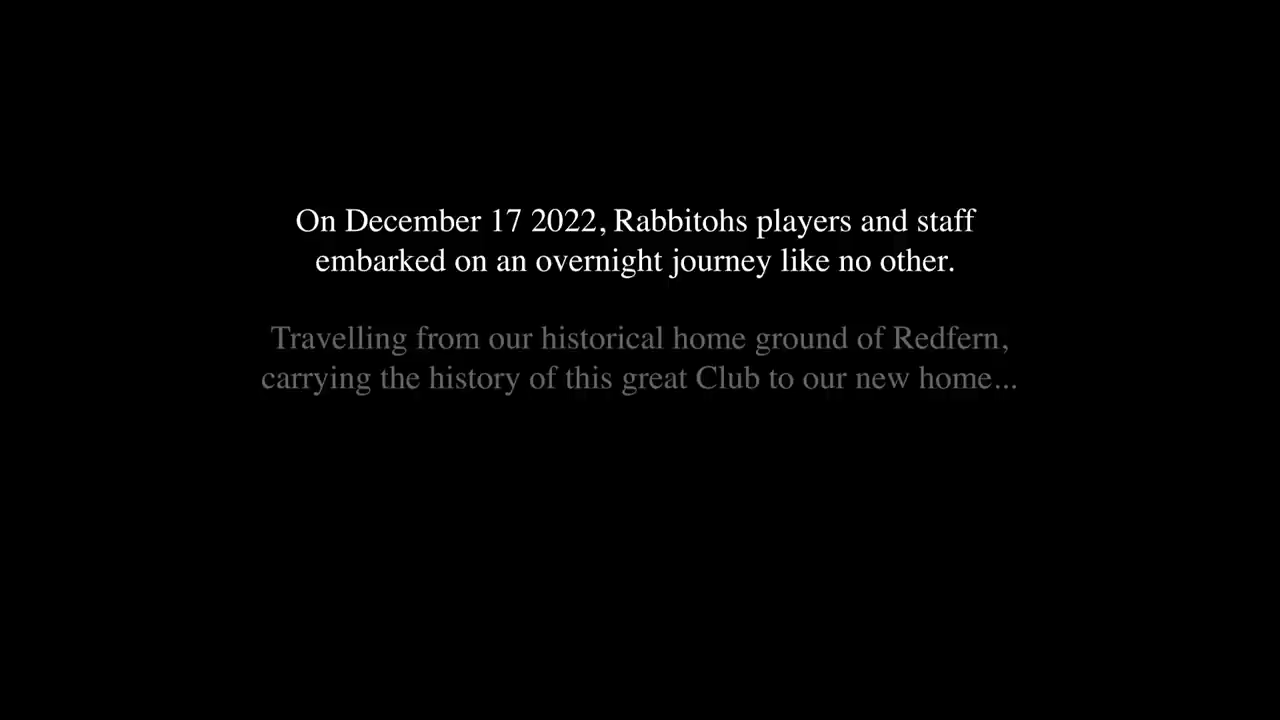 On December 17 2022, Rabbitohs players and staff
embarked on an overnight journey like no other.
Travelling from our historical home ground of Redfern,
carrying the history of this great Club to our new home...